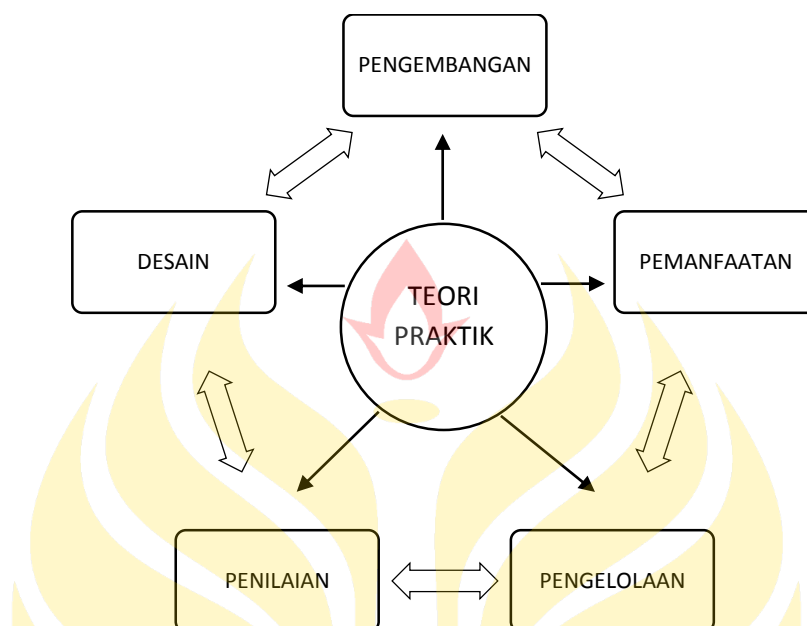 PENGEMBANGAN
DESAIN
TEORI
PRAKTIK
PEMANFAATAN
PENILAIAN
PENGELOLAAN